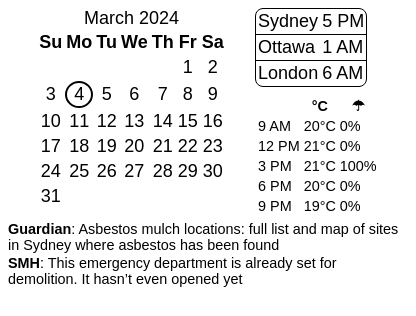 March 2024
Su Mo Tu We Th Fr Sa
1 2
3 4 5 6 7 8 9
10 11 12 13 14 15 16
17 18 19 20 21 22 23
24 25 26 27 28 29 30
31
Sydney 5 PM
Ottawa 1 AM
London 6 AM
°C ☂
9 AM 20°C 0%
12 PM 21°C 0%
3 PM 21°C 100%
6 PM 20°C 0%
9 PM 19°C 0%
Guardian: Asbestos mulch locations: full list and map of sites
in Sydney where asbestos has been found
SMH: This emergency department is already set for
demolition. It hasn’t even opened yet